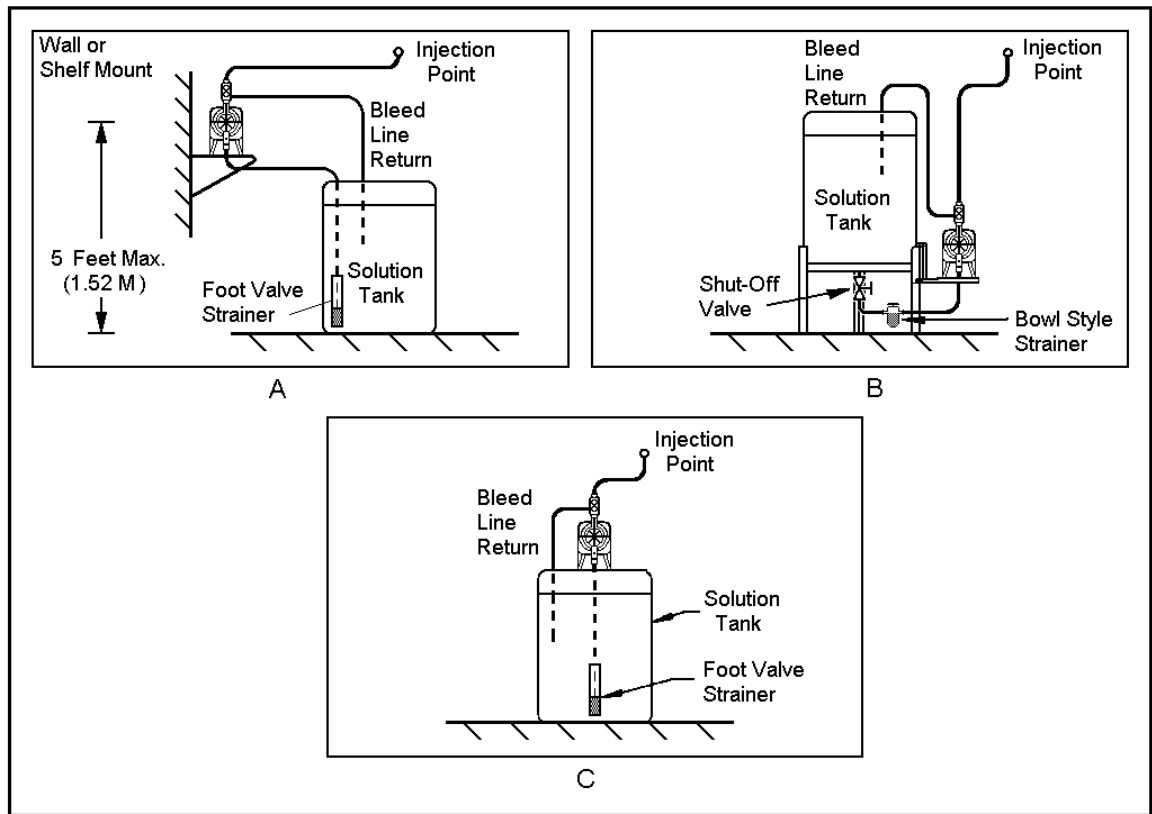 Wall or
Shelf Mount
Injection
Point
Bleed
Line
Return
5 Feet Max.
(1.52 M)
Foot Valve
Strainer
Solution
Tank
A
Bleed
Line
Return
Injection
Point
Solution
Tank
Shut-Off
Valve
Bowl Style
Strainer
B
Injection
Point
Bleed
Line
Return
Solution
Tank
Foot Valve
Strainer
C